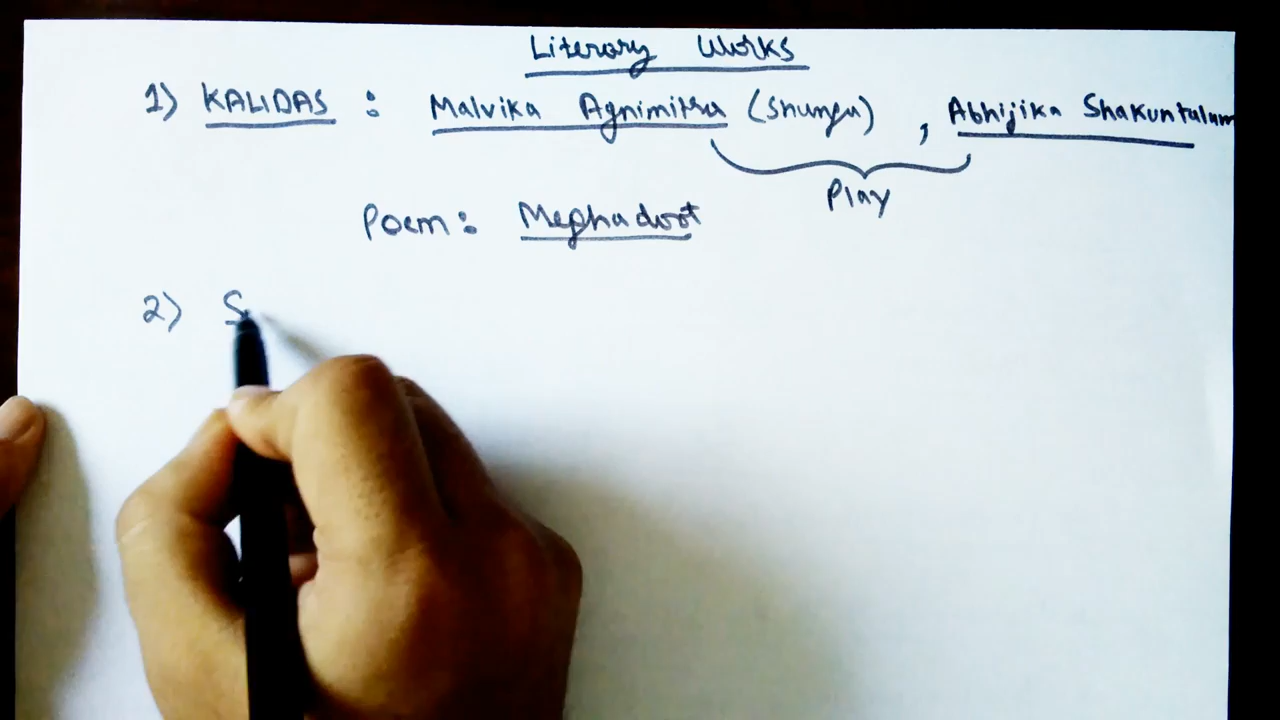 Literary Works
1) KALIDAS : Malvika Agnimitra (Shunga) , Abhijika Shakuntalam
Play
Poem : Meghadoot
2) S